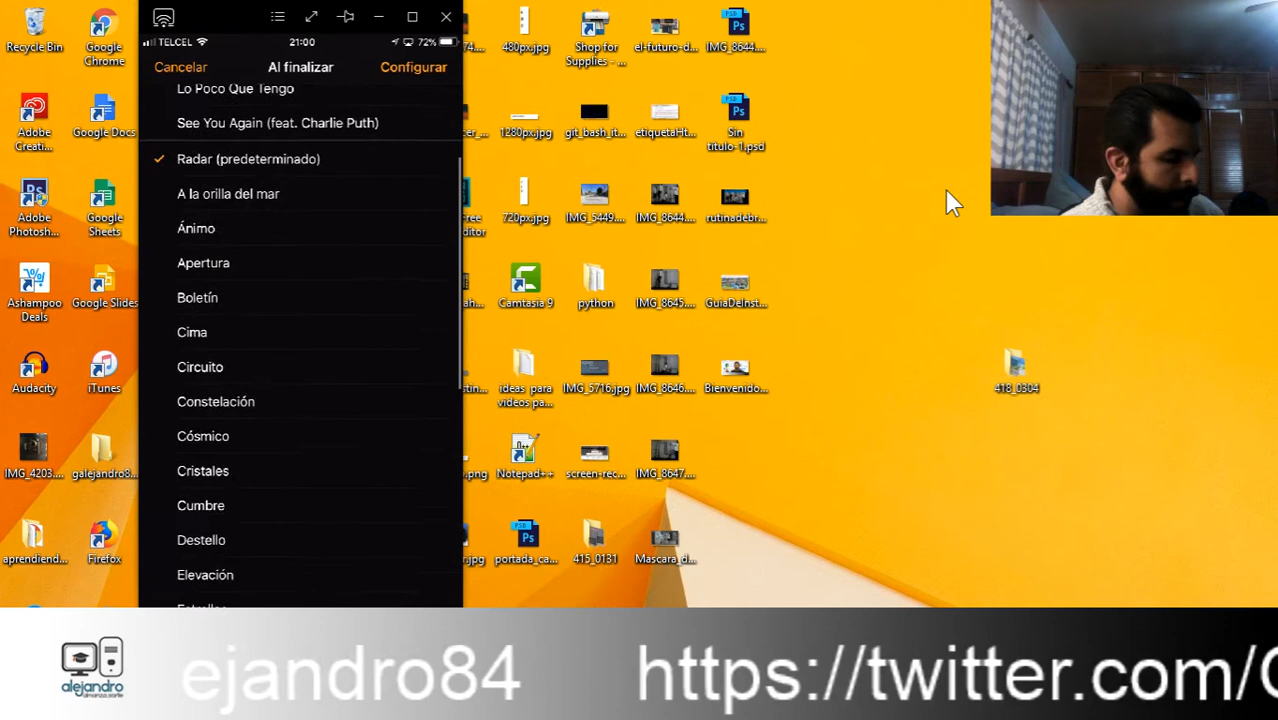 TELCEL 21:00 72%
Cancelar Al finalizar Configurar
Lo Poco Que Tengo
See You Again (feat. Charlie Puth)
Radar (predeterminado)
A la orilla del mar
Ánimo
Apertura
Boletín
Cima
Circuito
Constelación
Cósmico
Cristales
Cumbre
Destello
Elevación
Recycle Bin
Google Chrome
480px.jpg
Shop for Supplies - ...
el-futuro-d...
IMG_8644....
Adobe Creati...
Google Docs
1280px.jpg
git_bash_it...
etiquetaHt...
Sin titulo-1.psd
Adobe Photosh...
Google Sheets
720px.jpg
IMG_5449....
IMG_8644....
rutinadebr...
Ashampoo Deals
Google Slides
Camtasia 9
python
IMG_8645....
GuiaDeInst...
Audacity
iTunes
ideas para videos pa...
IMG_5716.jpg
IMG_8646....
Bienvenido...
418_0304
IMG_4203....
galejandro8...
Notepad++
screen-rec...
IMG_8647....
aprendiend...
Firefox
portada_ca...
415_0131
Mascara_d...
alejandro
ejandro84 https://twitter.com/